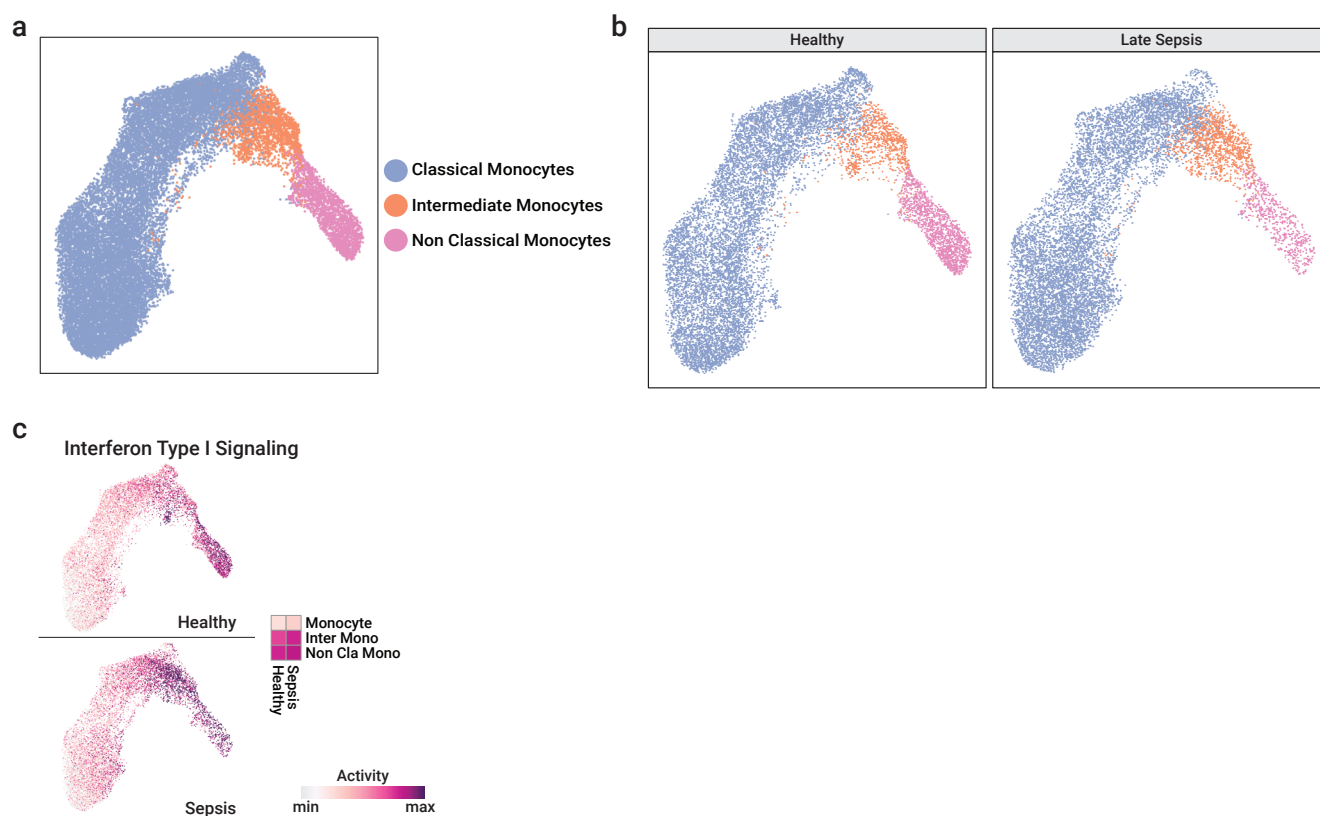 a
Classical Monocytes
Intermediate Monocytes
Non Classical Monocytes
b
Healthy
Late Sepsis
c
Interferon Type I Signaling
Healthy
Monocyte
Inter Mono
Non Cla Mono
Healthy
Sepsis
Sepsis
Activity
min
max